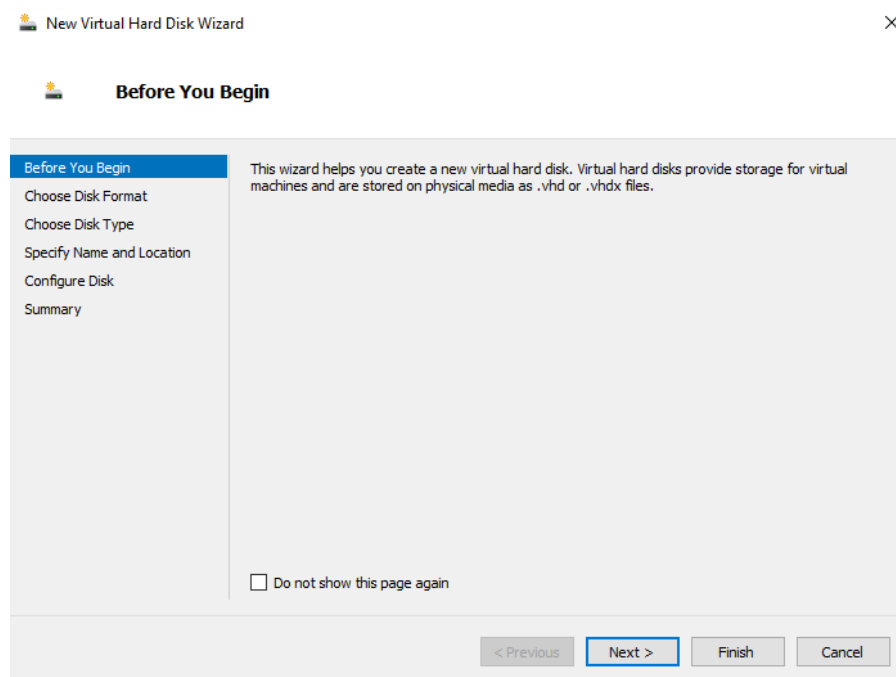 New Virtual Hard Disk Wizard
Before You Begin
Before You Begin
Choose Disk Format
Choose Disk Type
Specify Name and Location
Configure Disk
Summary
This wizard helps you create a new virtual hard disk. Virtual hard disks provide storage for virtual
machines and are stored on physical media as .vhd or .vhdx files.
Do not show this page again
< Previous
Next >
Finish
Cancel